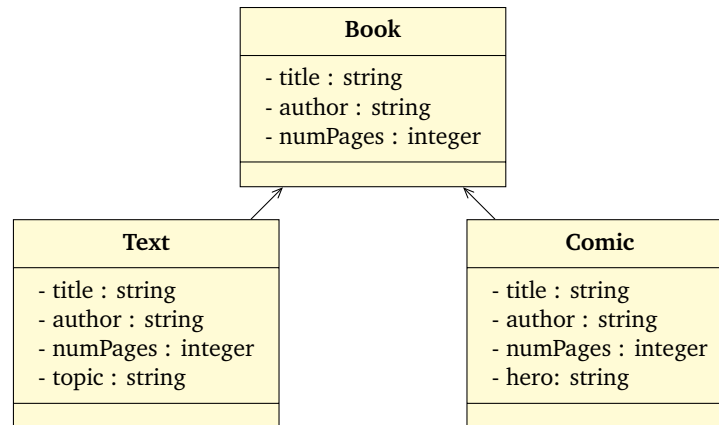 Book
- title : string
- author : string
- numPages : integer
Text
- title : string
- author : string
- numPages : integer
- topic : string
Comic
- title : string
- author : string
- numPages : integer
- hero: string